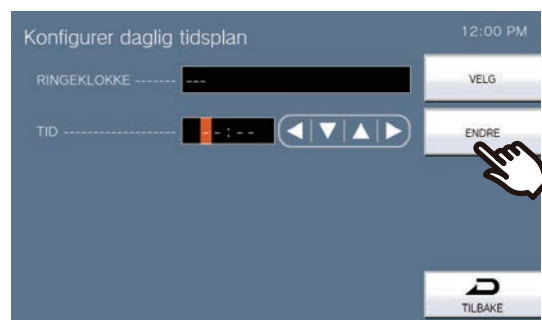 Konfigurer daglig tidsplan
12:00 PM
RINGEKLOKKE ------- ---
VELG
TID ------------------ --:--
ENDRE
TILBAKE